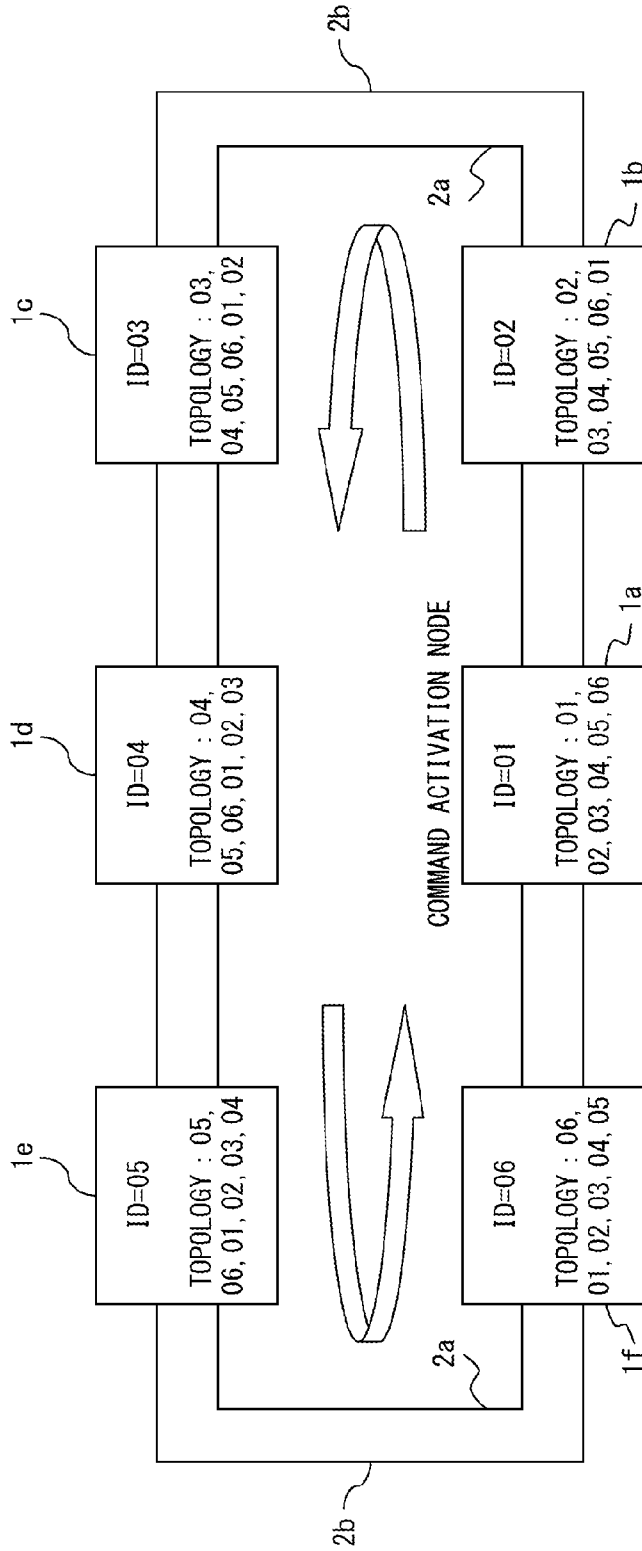 1e
1d
1c
ID=05
TOPOLOGY : 05,
06, 01, 02, 03, 04
ID=04
TOPOLOGY : 04,
05, 06, 01, 02, 03
ID=03
TOPOLOGY : 03,
04, 05, 06, 01, 02
2b
2a
2a
2b
COMMAND ACTIVATION NODE
ID=06
TOPOLOGY : 06,
01, 02, 03, 04, 05
ID=01
TOPOLOGY : 01,
02, 03, 04, 05, 06
ID=02
TOPOLOGY : 02,
03, 04, 05, 06, 01
1f
1a
1b